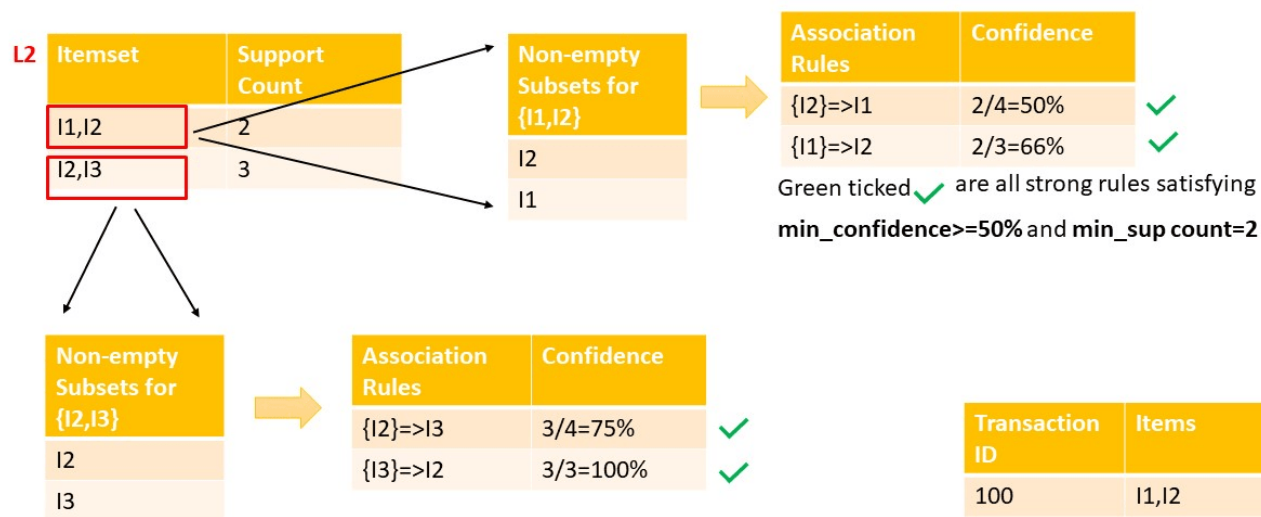 L2
Itemset Support Count
I1,I2 2
I2,I3 3
Non-empty
Subsets for
{I1,I2}
I2
I1
Association Rules Confidence
{I2}=>I1 2/4=50%
{I1}=>I2 2/3=66%
Green ticked are all strong rules satisfying
min_confidence>=50% and min_sup count=2
Non-empty
Subsets for
{I2,I3}
I2
I3
Association Rules Confidence
{I2}=>I3 3/4=75%
{I3}=>I2 3/3=100%
Transaction ID Items
100 I1,I2